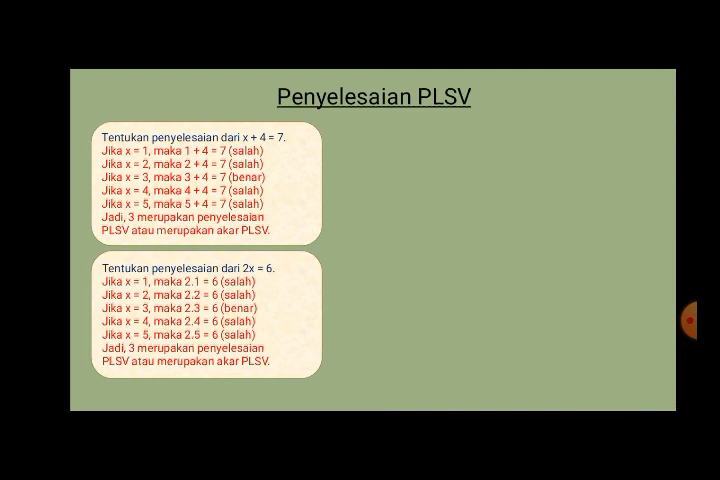 Penyelesaian PLSV
Tentukan penyelesaian dari x + 4 = 7.
Jika x = 1, maka 1 + 4 = 7 (salah)
Jika x = 2, maka 2 + 4 = 7 (salah)
Jika x = 3, maka 3 + 4 = 7 (benar)
Jika x = 4, maka 4 + 4 = 7 (salah)
Jika x = 5, maka 5 + 4 = 7 (salah)
Jadi, 3 merupakan penyelesaian
PLSV atau merupakan akar PLSV.
Tentukan penyelesaian dari 2x = 6.
Jika x = 1, maka 2.1 = 6 (salah)
Jika x = 2, maka 2.2 = 6 (salah)
Jika x = 3, maka 2.3 = 6 (benar)
Jika x = 4, maka 2.4 = 6 (salah)
Jika x = 5, maka 2.5 = 6 (salah)
Jadi, 3 merupakan penyelesaian
PLSV atau merupakan akar PLSV.